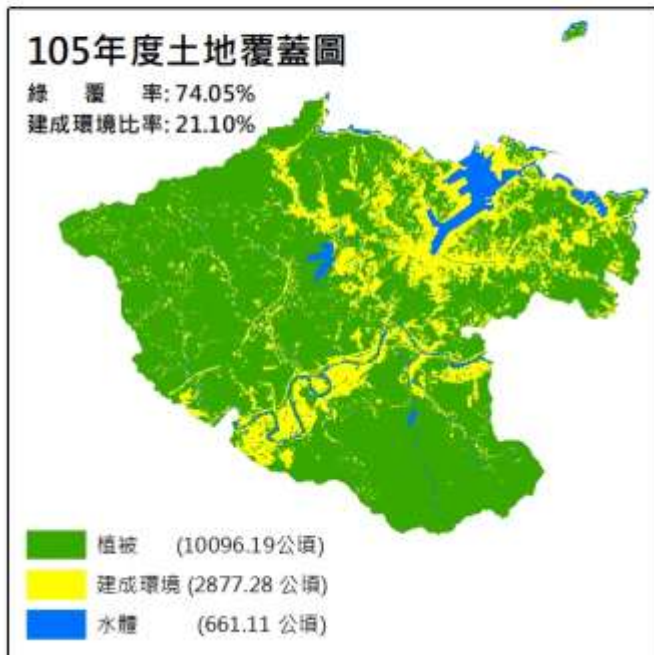 105年度土地覆蓋圖
綠 覆 率: 74.05%
建成環境比率: 21.10%
植被 (10096.19公頃)
建成環境 (2877.28 公頃)
水體 (661.11 公頃)